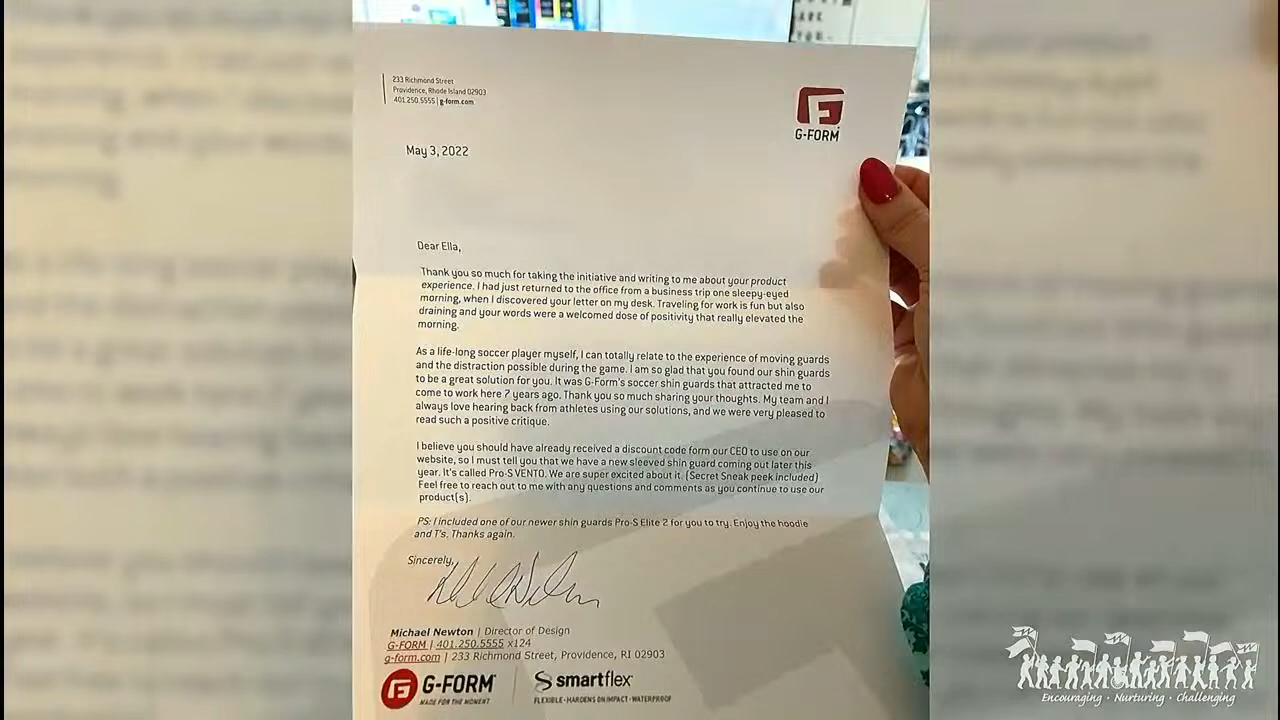 233 Richmond Street
Providence, Rhode Island 02903
401.250.5555 | g-form.com
G-FORM
May 3, 2022
Dear Ella,
Thank you so much for taking the initiative and writing to me about your product
experience. I had just returned to the office from a business trip one sleepy-eyed
morning, when I discovered your letter on my desk. Traveling for work is fun but also
draining and your words were a welcomed dose of positivity that really elevated the
morning.
As a life-long soccer player myself, I can totally relate to the experience of moving guards
and the distraction possible during the game. I am so glad that you found our shin guards
to be a great solution for you. It was G-Form's soccer shin guards that attracted me to
come to work here 7 years ago. Thank you so much sharing your thoughts. My team and I
always love hearing back from athletes using our solutions, and we were very pleased to
read such a positive critique.
I believe you should have already received a discount code form our CEO to use on our
website, so I must tell you that we have a new sleeved shin guard coming out later this
year. It's called Pro-S VENTO. We are super excited about it. (Secret Sneak peek included)
Feel free to reach out to me with any questions and comments as you continue to use our
product(s).
PS: I included one of our newer shin guards Pro-S Elite 2 for you to try. Enjoy the hoodie
and T's. Thanks again.
Sincerely,
Michael Newton | Director of Design
G-FORM | 401.250.5555 x124
g-form.com | 233 Richmond Street, Providence, RI 02903
G-FORM
MADE FOR THE MOMENT
smartflex
FLEXIBLE · HARDENS ON IMPACT · WATERPROOF
ARE
YOU-
Encouraging · Nurturing · Challenging